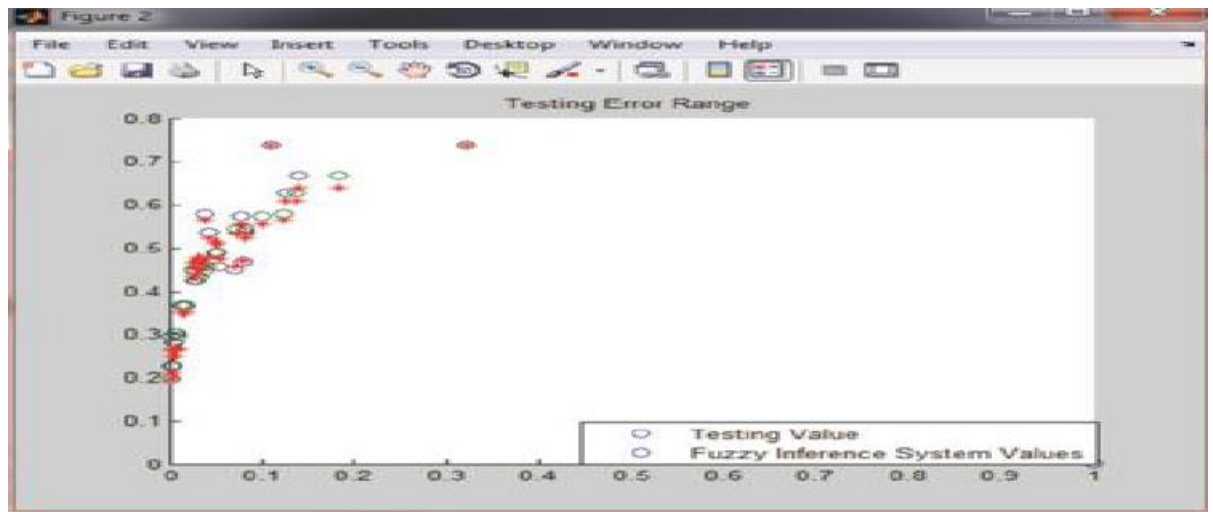 Figure 2
File Edit View Insert Tools Desktop Window Help
Testing Error Range
0.8
0.7
0.6
0.5
0.4
0.3
0.2
0.1
0
0 0.1 0.2 0.3 0.4 0.5 0.6 0.7 0.8 0.9 1
Testing Value
Fuzzy Inference System Values